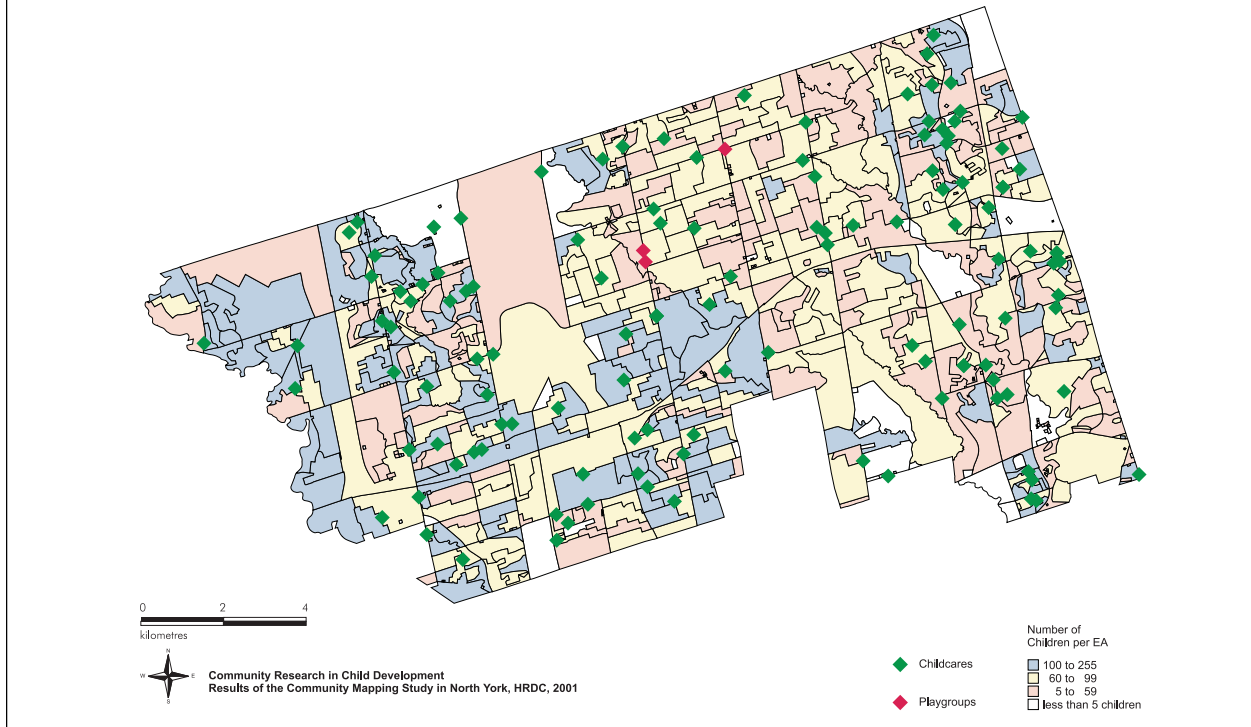 0 2 4
kilometres
N
W E
S
Community Research in Child Development
Results of the Community Mapping Study in North York, HRDC, 2001
Childcares
Playgroups
Number of
Children per EA
100 to 255
60 to 99
5 to 59
less than 5 children